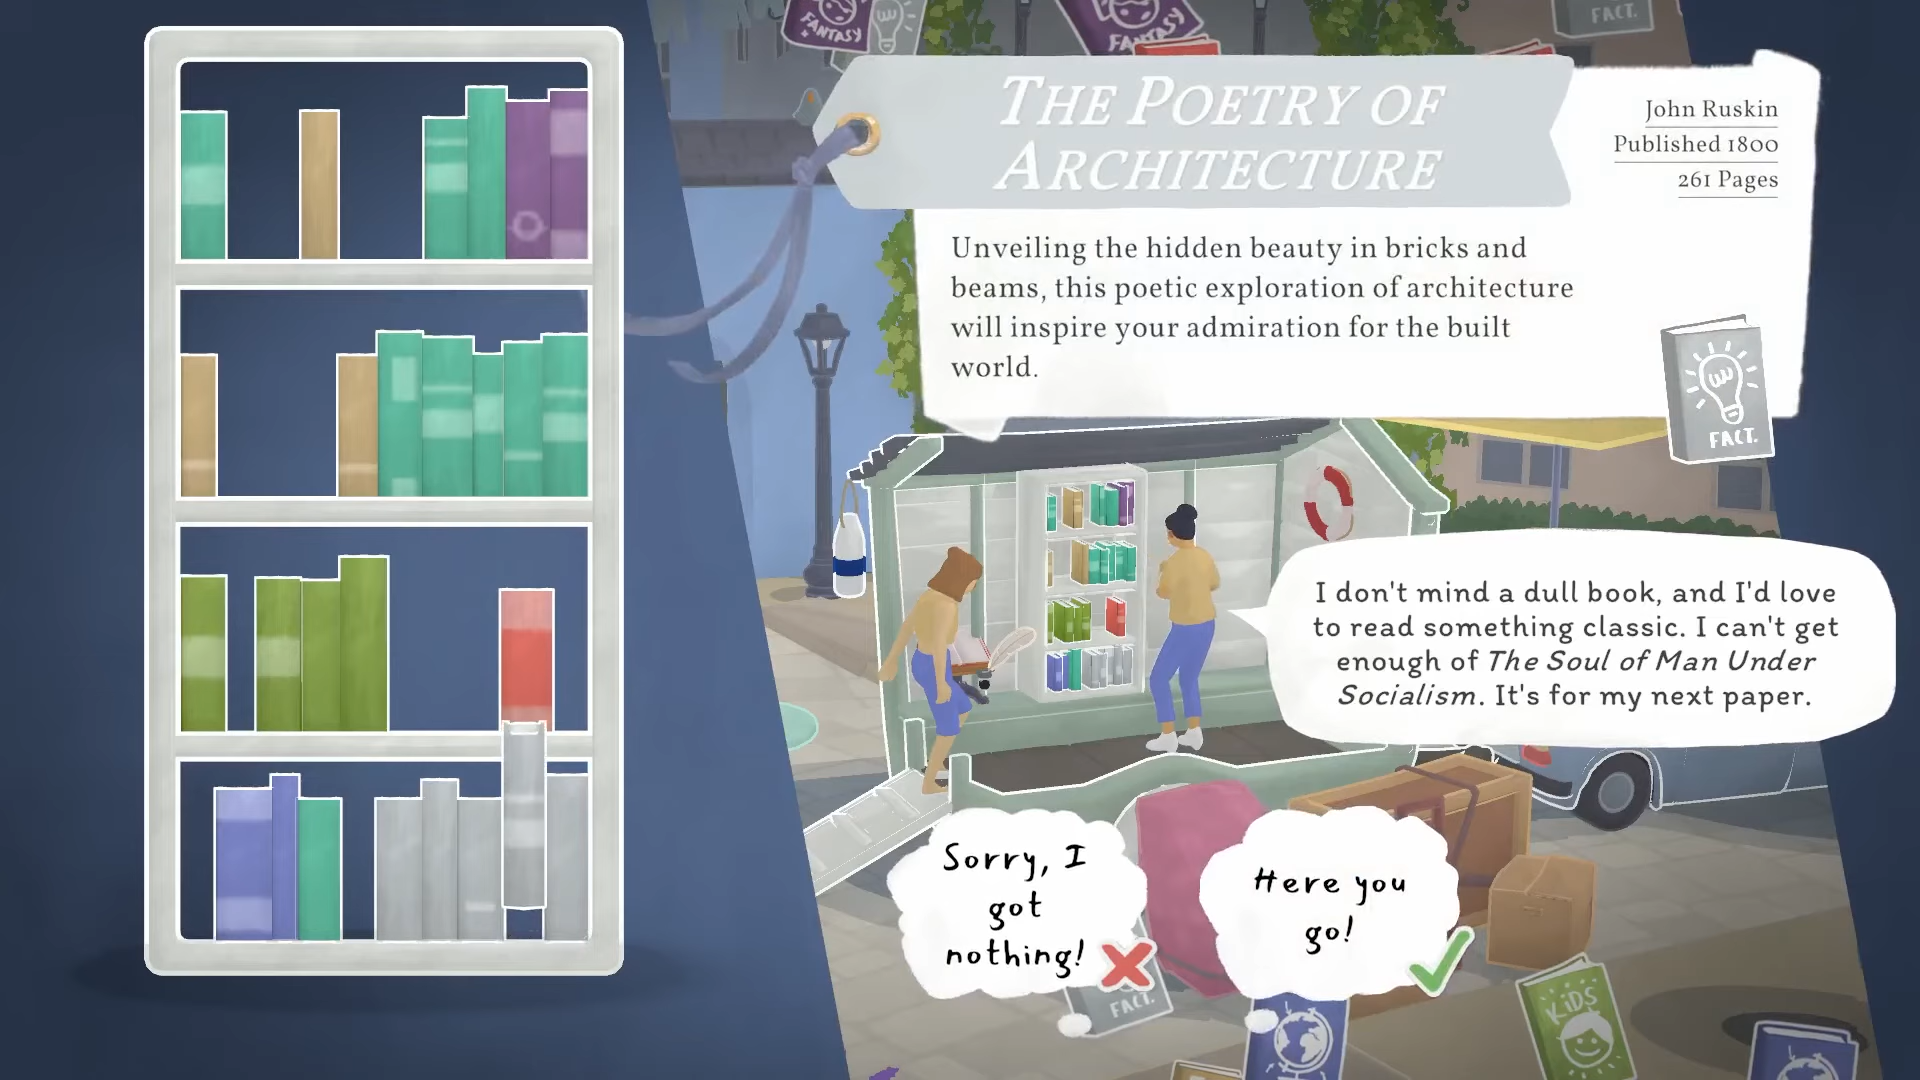 FANTASY
FANTASY
FACT.
THE POETRY OF
ARCHITECTURE
John Ruskin
Published 1800
261 Pages
Unveiling the hidden beauty in bricks and
beams, this poetic exploration of architecture
will inspire your admiration for the built
world.
FACT.
I don't mind a dull book, and I'd love
to read something classic. I can't get
enough of The Soul of Man Under
Socialism. It's for my next paper.
Sorry, I
got
nothing!
Here you
go!
FACT.
KIDS